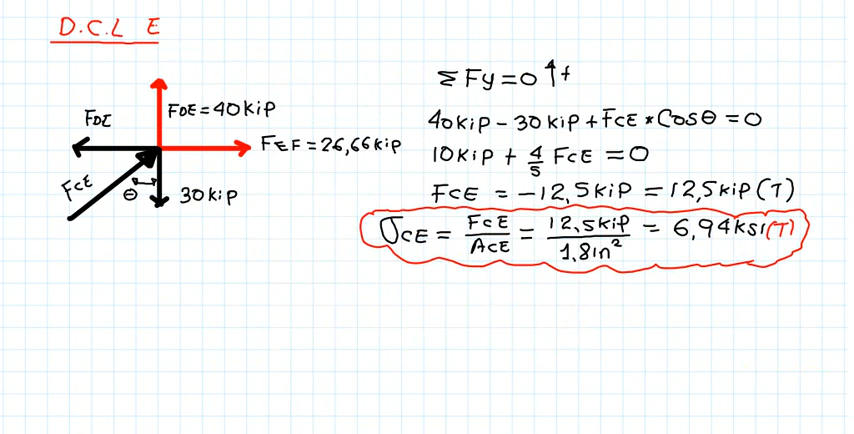 D.C.L E
FDE
FDE=40kiP
FEF=26,66kiP
FCE
θ
30kiP
ΣFy=0 ↑+
40kiP - 30kiP + FCE * Cosθ = 0
10kiP + 4/5 FCE = 0
FCE = -12,5kiP = 12,5kiP (T)
σCE = FCE/ACE = 12,5kiP/1,8in² = 6,94ksi(T)